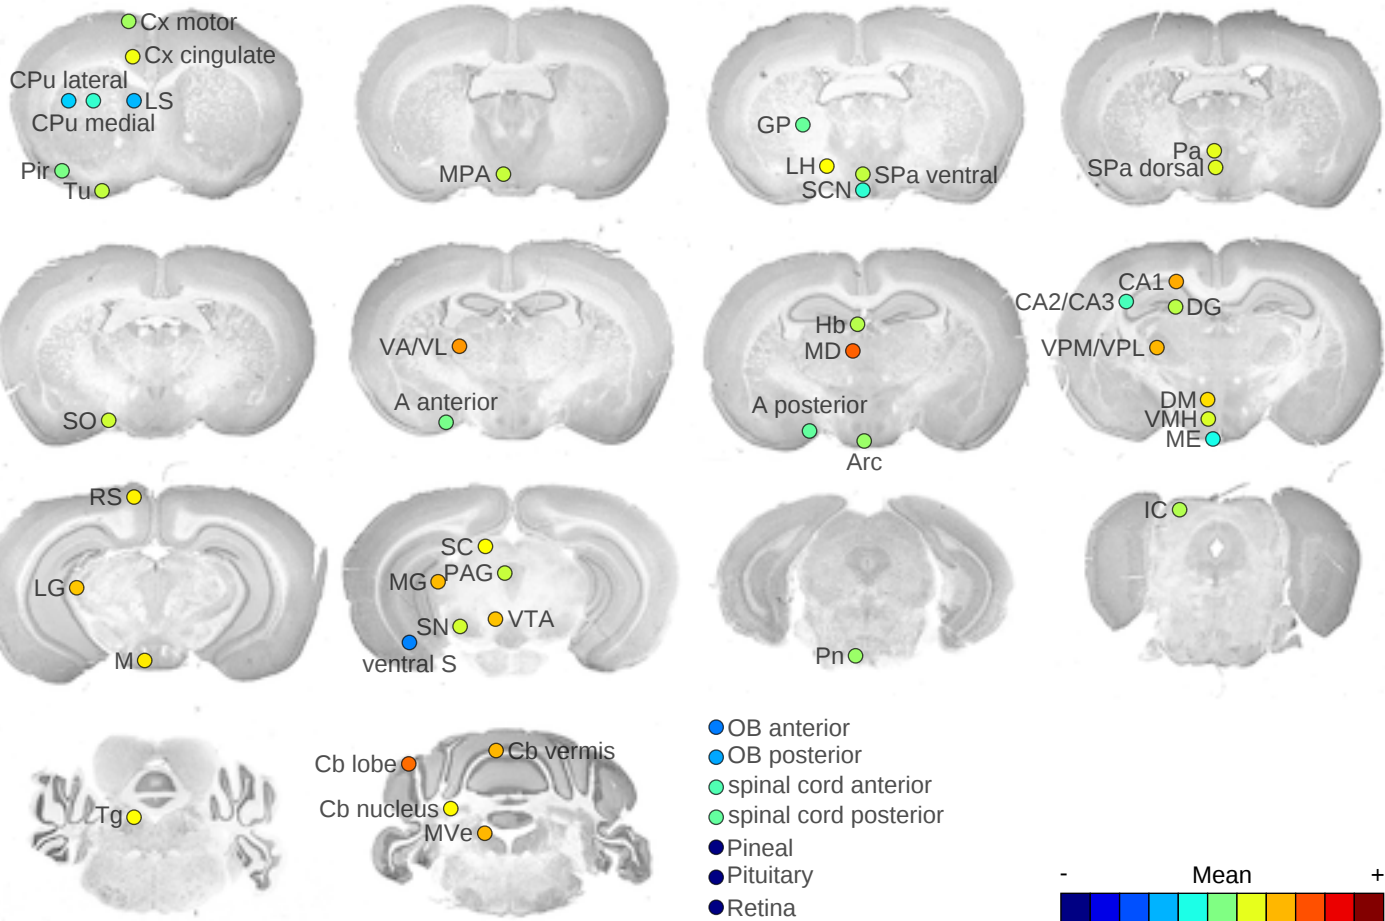 Cx motor
Cx cingulate
CPu lateral
LS
CPu medial
Pir
Tu
MPA
GP
LH
SPa ventral
SCN
Pa
SPa dorsal
SO
VA/VL
A anterior
Hb
MD
A posterior
Arc
CA1
CA2/CA3
DG
VPM/VPL
DM
VMH
ME
RS
LG
M
SC
MG
PAG
SN
VTA
ventral S
Pn
IC
Tg
Cb lobe
Cb vermis
Cb nucleus
MVe
OB anterior
OB posterior
spinal cord anterior
spinal cord posterior
Pineal
Pituitary
Retina
- Mean +